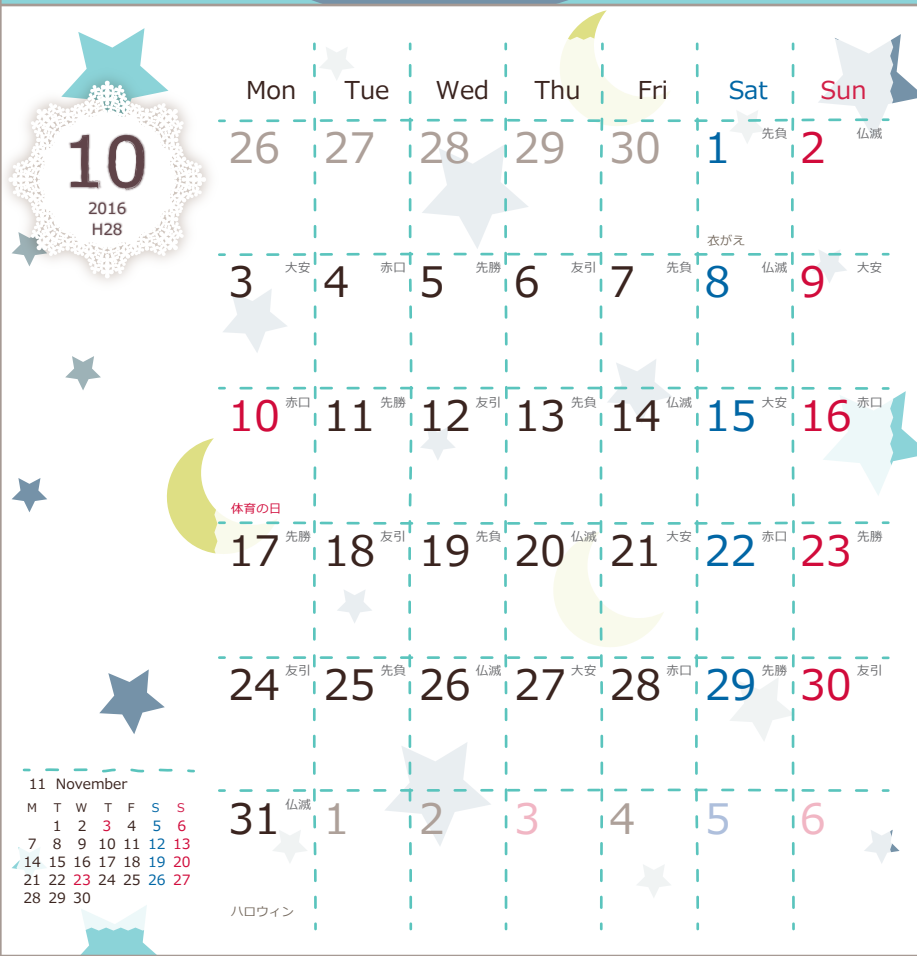 10
2016
H28
Mon Tue Wed Thu Fri Sat Sun
26 27 28 29 30 1 先負 2 仏滅
衣がえ
3 大安 4 赤口 5 先勝 6 友引 7 先負 8 仏滅 9 大安
10 赤口 11 先勝 12 友引 13 先負 14 仏滅 15 大安 16 赤口
体育の日
17 先勝 18 友引 19 先負 20 仏滅 21 大安 22 赤口 23 先勝
24 友引 25 先負 26 仏滅 27 大安 28 赤口 29 先勝 30 友引
31 仏滅 1 2 3 4 5 6
ハロウィン
11 November
M T W T F S S
1 2 3 4 5 6
7 8 9 10 11 12 13
14 15 16 17 18 19 20
21 22 23 24 25 26 27
28 29 30